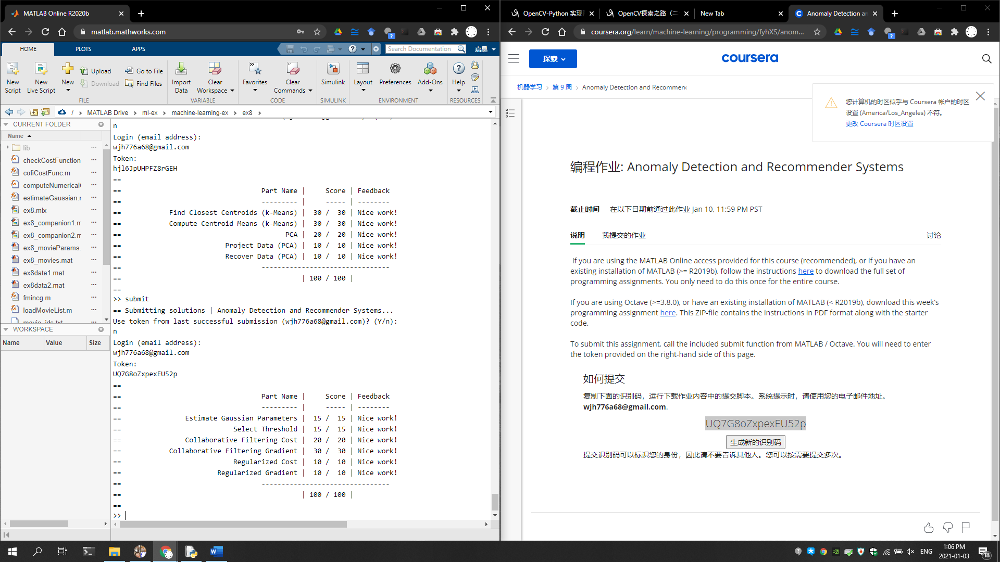 MATLAB Online R2020b
matlab.mathworks.com
HOME PLOTS APPS
Search Documentation
嘉昊
New Script
New Live Script
New
Upload
Download
Go to File
Find Files
FILE
Import Data
Clear Workspace
VARIABLE
Favorites
Clear Commands
CODE
Simulink
SIMULINK
Layout
Preferences
Add-Ons
ENVIRONMENT
Help
RESOURCES
/ MATLAB Drive ml-ex machine-learning-ex ex8
CURRENT FOLDER
Name
lib
checkCostFunction
cofiCostFunc.m
computeNumerical
estimateGaussian.
ex8.mlx
ex8_companion1.m
ex8_companion2.m
ex8_movieParams.
ex8_movies.mat
ex8data1.mat
ex8data2.mat
fmincg.m
loadMovieList.m
movie_ids.txt
WORKSPACE
Name Value Size
n
Login (email address):
wjh776a68@gmail.com
Token:
hjl6JpUHPFZ8rGEH
==
== Part Name | Score | Feedback
== --------- | ----- | --------
== Find Closest Centroids (k-Means) | 30 / 30 | Nice work!
== Compute Centroid Means (k-Means) | 30 / 30 | Nice work!
== PCA | 20 / 20 | Nice work!
== Project Data (PCA) | 10 / 10 | Nice work!
== Recover Data (PCA) | 10 / 10 | Nice work!
== --------------------------------
== | 100 / 100 |
==
>> submit
== Submitting solutions | Anomaly Detection and Recommender Systems...
Use token from last successful submission (wjh776a68@gmail.com)? (Y/n):
n
Login (email address):
wjh776a68@gmail.com
Token:
UQ7G8oZxpexEU52p
==
== Part Name | Score | Feedback
== --------- | ----- | --------
== Estimate Gaussian Parameters | 15 / 15 | Nice work!
== Select Threshold | 15 / 15 | Nice work!
== Collaborative Filtering Cost | 20 / 20 | Nice work!
== Collaborative Filtering Gradient | 30 / 30 | Nice work!
== Regularized Cost | 10 / 10 | Nice work!
== Regularized Gradient | 10 / 10 | Nice work!
== --------------------------------
== | 100 / 100 |
==
>>
OpenCV-Python 实现
OpenCV探索之路（二
New Tab
Anomaly Detection an
coursera.org/learn/machine-learning/programming/fyhXS/anom...
探索
coursera
机器学习 > 第 9 周 > Anomaly Detection and Recommend
您计算机的时区似乎与 Coursera 帐户的时区
设置 (America/Los_Angeles) 不符。
更改 Coursera 时区设置
编程作业: Anomaly Detection and Recommender Systems
截止时间 在以下日期前通过此作业 Jan 10, 11:59 PM PST
说明 我提交的作业 讨论
If you are using the MATLAB Online access provided for this course (recommended), or if you have an
existing installation of MATLAB (>= R2019b), follow the instructions here to download the full set of
programming assignments. You only need to do this once for the entire course.
If you are using Octave (>=3.8.0), or have an existing installation of MATLAB (< R2019b), download this week's
programming assignment here. This ZIP-file contains the instructions in PDF format along with the starter
code.
To submit this assignment, call the included submit function from MATLAB / Octave. You will need to enter
the token provided on the right-hand side of this page.
如何提交
复制下面的识别码，运行下载作业内容中的提交脚本。系统提示时，请使用您的电子邮件地址。
wjh776a68@gmail.com.
UQ7G8oZxpexEU52p
生成新的识别码
提交识别码可以标识您的身份，因此请不要告诉其他人。您可以按需要提交多次。
ENG
1:06 PM
2021-01-03
18